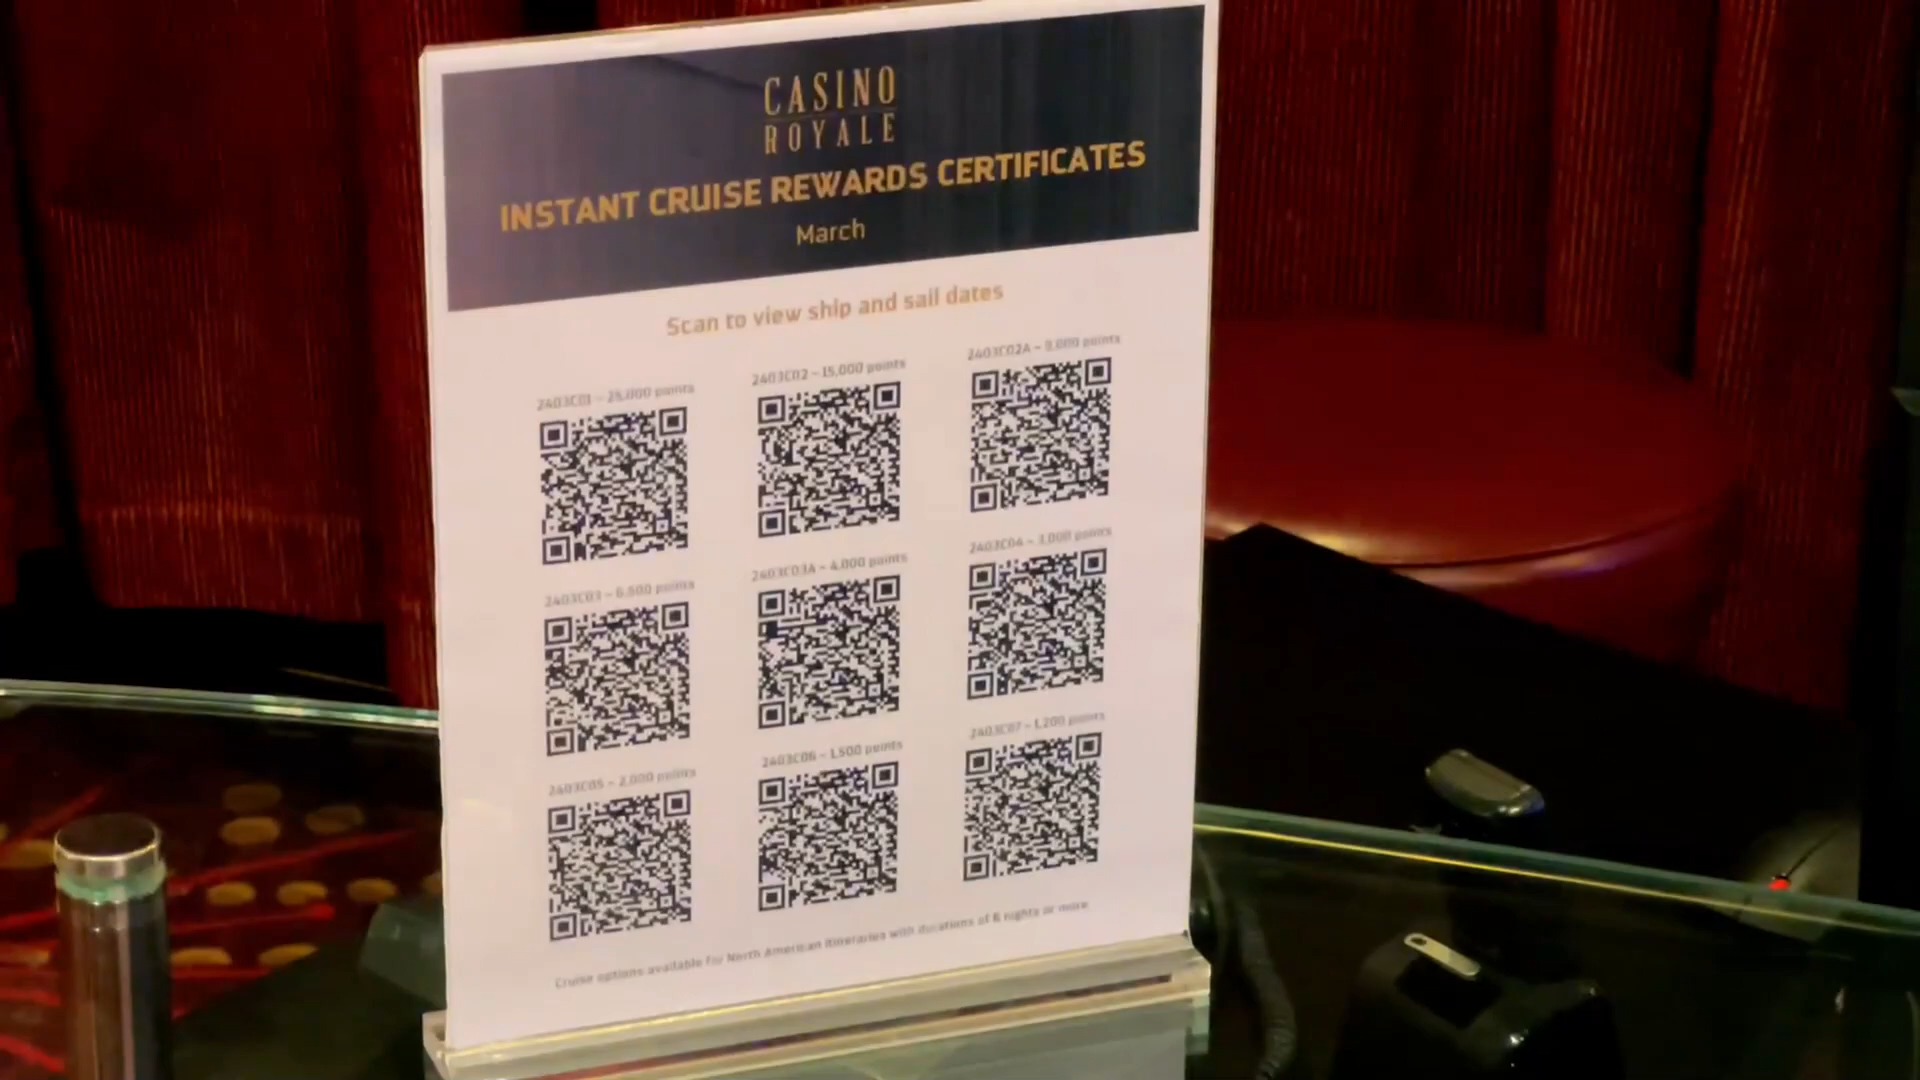 CASINO
ROYALE
INSTANT CRUISE REWARDS CERTIFICATES
March
Scan to view ship and sail dates
2403C01 – 25,000 points
2403C02 – 15,000 points
2403C02A – 9,000 points
2403C03 – 6,500 points
2403C03A – 4,000 points
2403C04 – 3,000 points
2403C05 – 2,000 points
2403C06 – 1,500 points
2403C07 – 1,200 points
Cruise options available for North American itineraries with durations of 6 nights or more